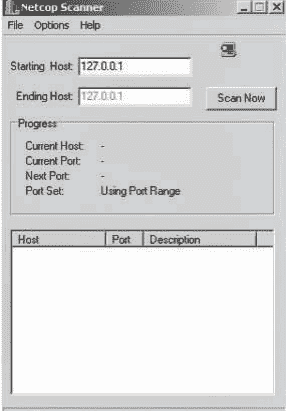 Netcop Scanner
File Options Help
Starting Host: 127.0.0.1
Ending Host: 127.0.0.1
Scan Now
Progress
Current Host: -
Current Port: -
Next Port: -
Port Set: Using Port Range
Host Port Description